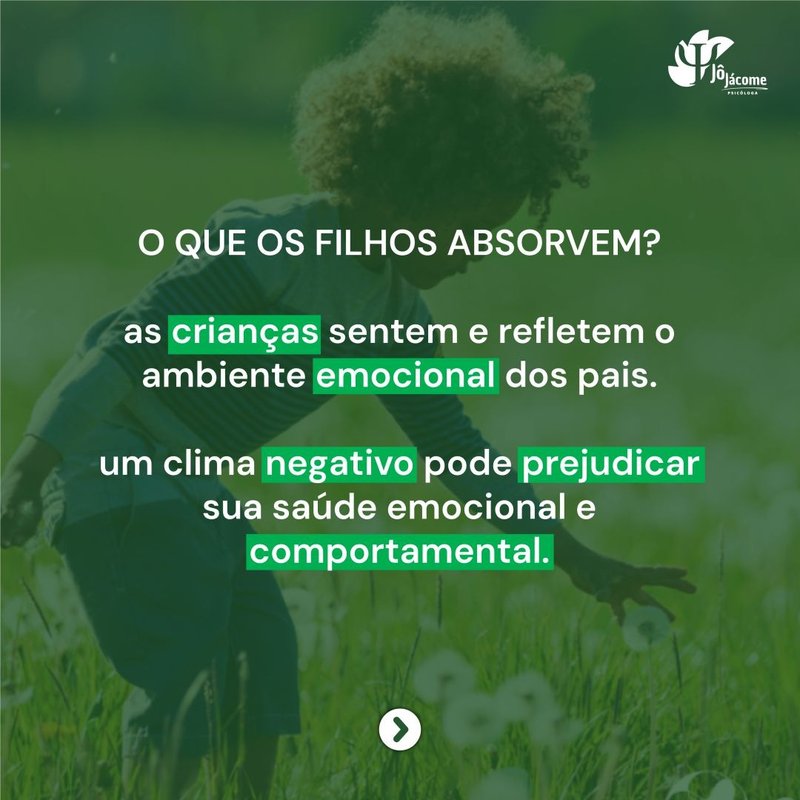 Jô Jácome
PSICÓLOGA
O QUE OS FILHOS ABSORVEM?
as crianças sentem e refletem o
ambiente emocional dos pais.
um clima negativo pode prejudicar
sua saúde emocional e
comportamental.